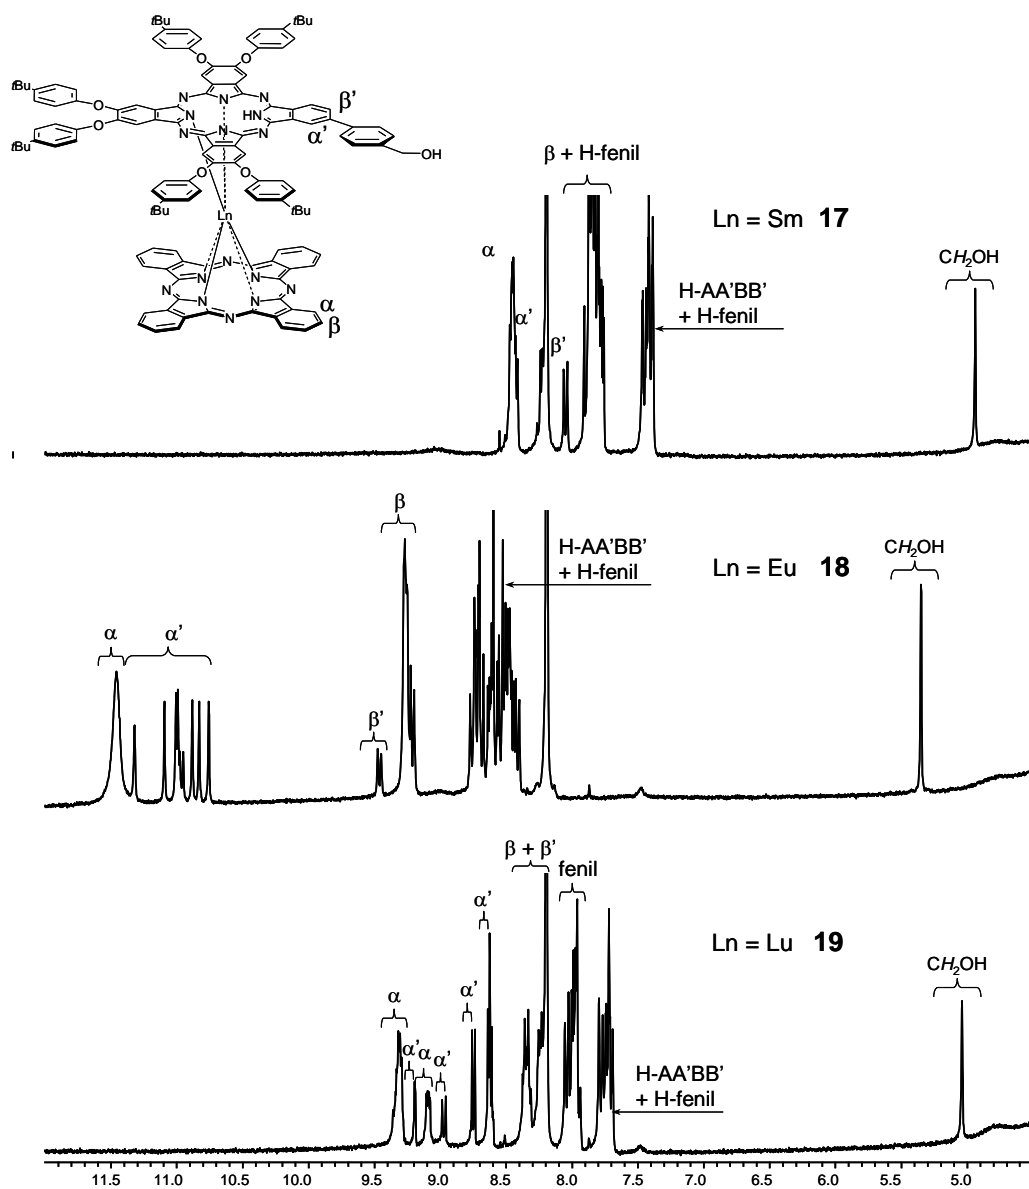 tBu
tBu
O
O
tBu
O
N
N
N
N
HN
β’
α’
O
N
N
N
OH
tBu
O
O
tBu
tBu
Ln
N
N
N
N
N
N
N
N
α
β
β + H-fenil
Ln = Sm 17
α
α’
β’
H-AA’BB’
+ H-fenil
CH2OH
β
H-AA’BB’
+ H-fenil
Ln = Eu 18
CH2OH
α
α’
β’
β + β’
fenil
α’
Ln = Lu 19
CH2OH
α
α’
α’
α
α’
H-AA’BB’
+ H-fenil
11.5 11.0 10.5 10.0 9.5 9.0 8.5 8.0 7.5 7.0 6.5 6.0 5.5 5.0